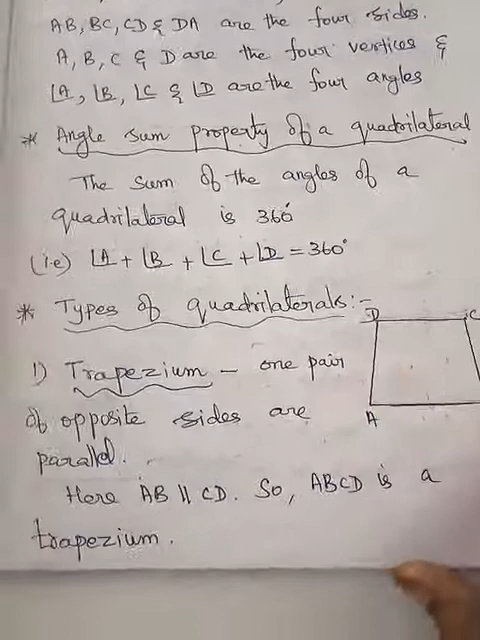 AB, BC, CD & DA are the four sides.
A, B, C & D are the four vertices &
∠A, ∠B, ∠C & ∠D are the four angles
* Angle sum property of a quadrilateral
The sum of the angles of a
quadrilateral is 360°
(i.e) ∠A + ∠B + ∠C + ∠D = 360°
* Types of quadrilaterals:-
D C
1) Trapezium - one pair
of opposite sides are
A
parallel.
Here AB || CD. So, ABCD is a
trapezium.